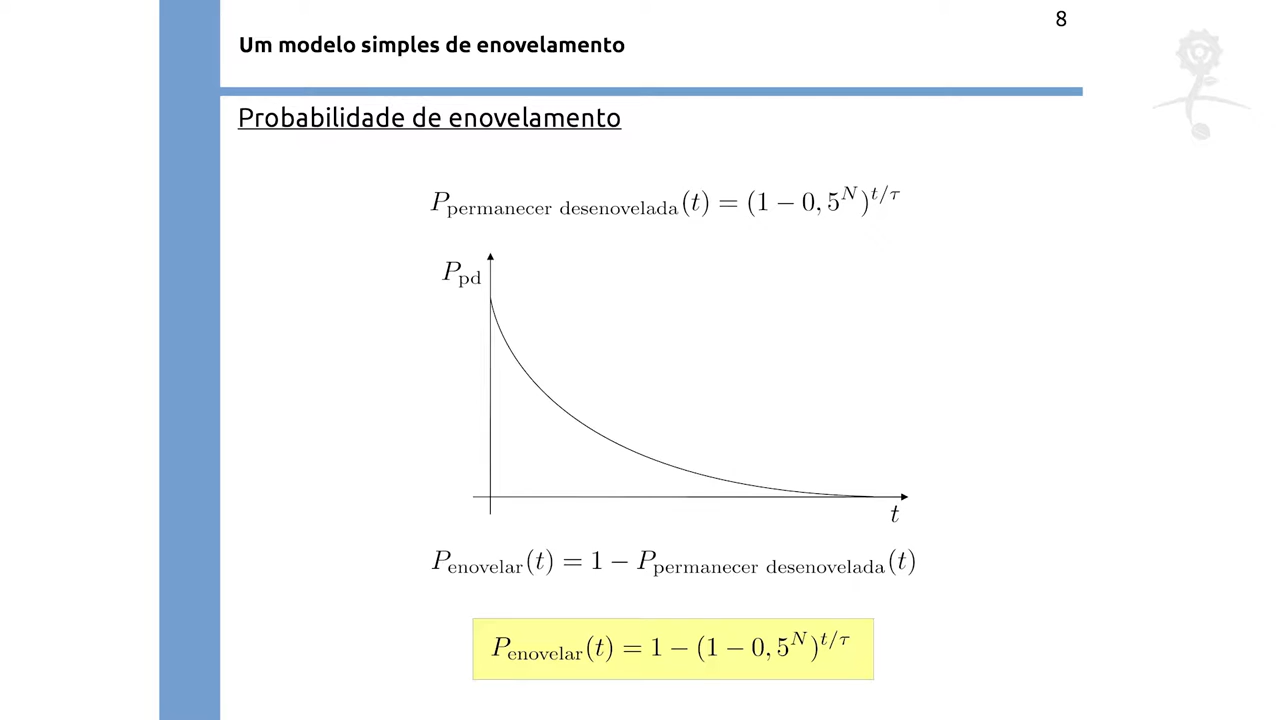 8
Um modelo simples de enovelamento
Probabilidade de enovelamento
P_permanecer desenovelada(t) = (1 − 0,5^N)^{t/τ}
P_pd
t
P_enovelar(t) = 1 − P_permanecer desenovelada(t)
P_enovelar(t) = 1 − (1 − 0,5^N)^{t/τ}